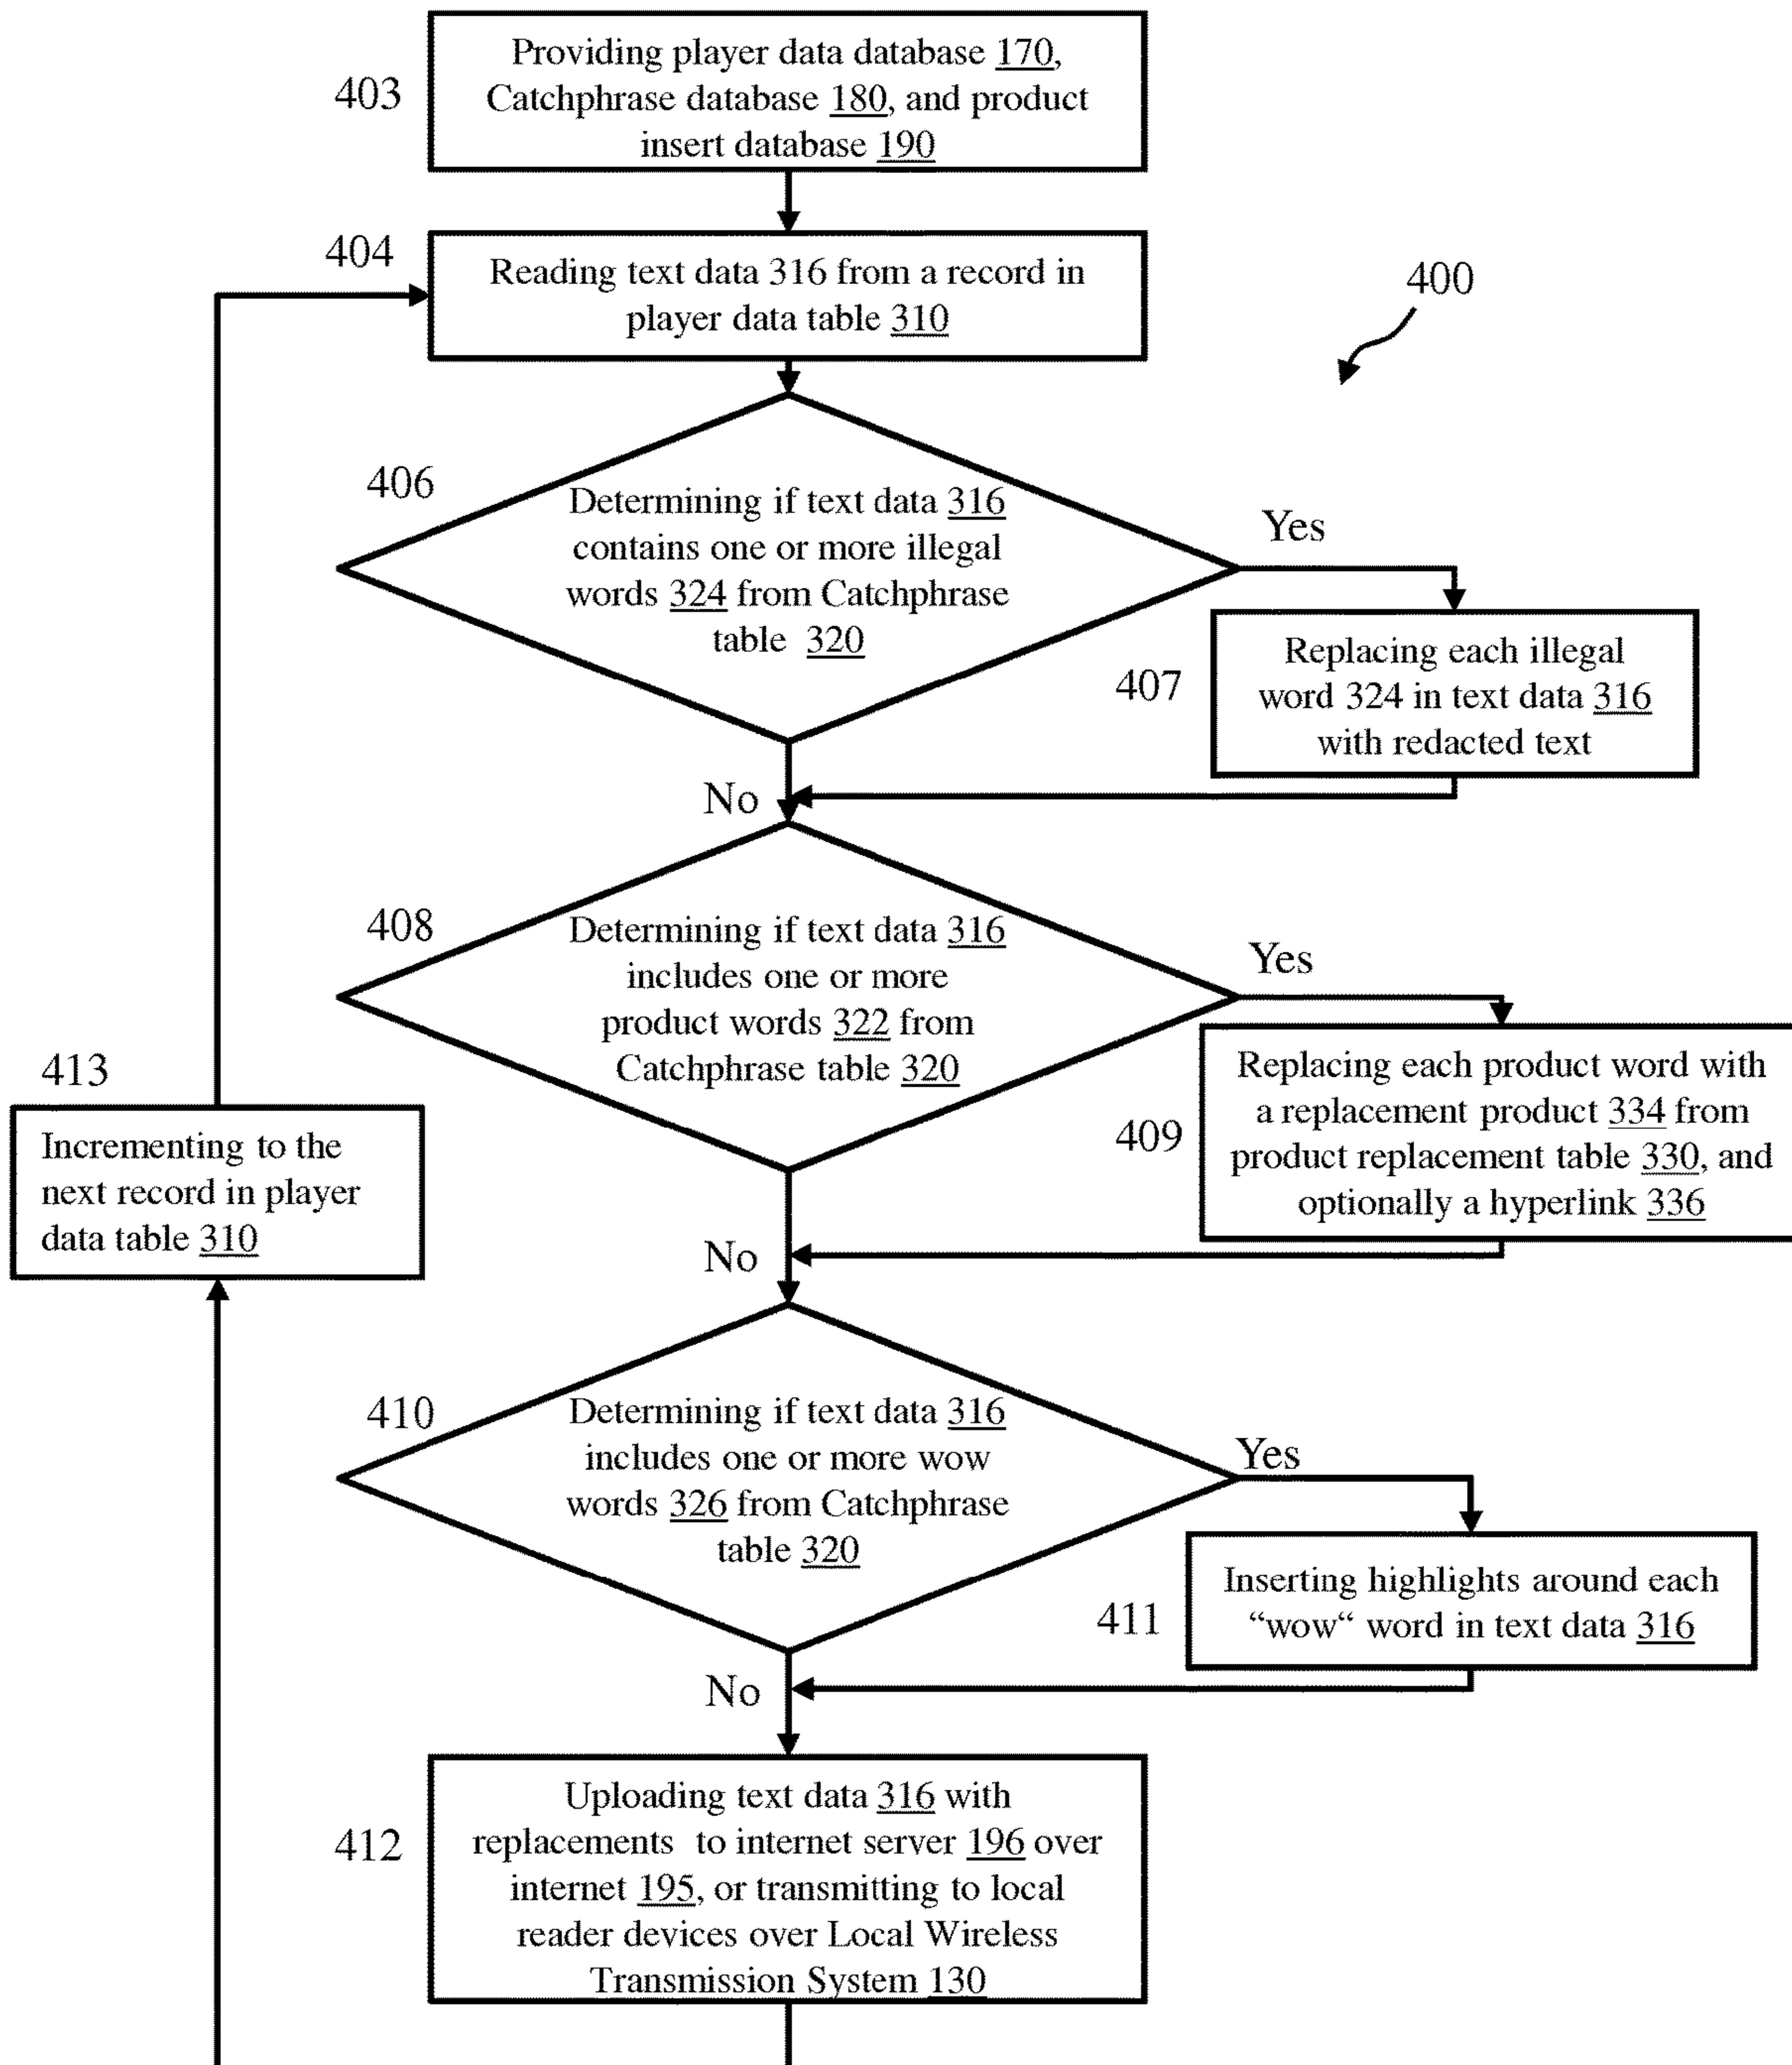 403
Providing player data database 170,
Catchphrase database 180, and product
insert database 190
404
Reading text data 316 from a record in
player data table 310
400
406
Determining if text data 316
contains one or more illegal
words 324 from Catchphrase
table 320
Yes
407
Replacing each illegal
word 324 in text data 316
with redacted text
No
408
Determining if text data 316
includes one or more
product words 322 from
Catchphrase table 320
Yes
409
Replacing each product word with
a replacement product 334 from
product replacement table 330, and
optionally a hyperlink 336
413
Incrementing to the
next record in player
data table 310
No
410
Determining if text data 316
includes one or more wow
words 326 from Catchphrase
table 320
Yes
411
Inserting highlights around each
“wow“ word in text data 316
No
412
Uploading text data 316 with
replacements to internet server 196 over
internet 195, or transmitting to local
reader devices over Local Wireless
Transmission System 130